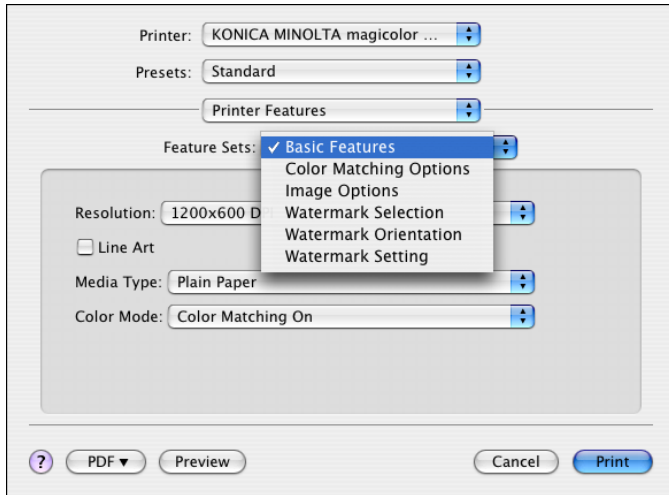 Printer: KONICA MINOLTA magicolor ...
Presets: Standard
Printer Features
Feature Sets: ✓ Basic Features
Color Matching Options
Image Options
Watermark Selection
Watermark Orientation
Watermark Setting
Resolution: 1200x600
Line Art
Media Type: Plain Paper
Color Mode: Color Matching On
? PDF ▼ Preview Cancel Print